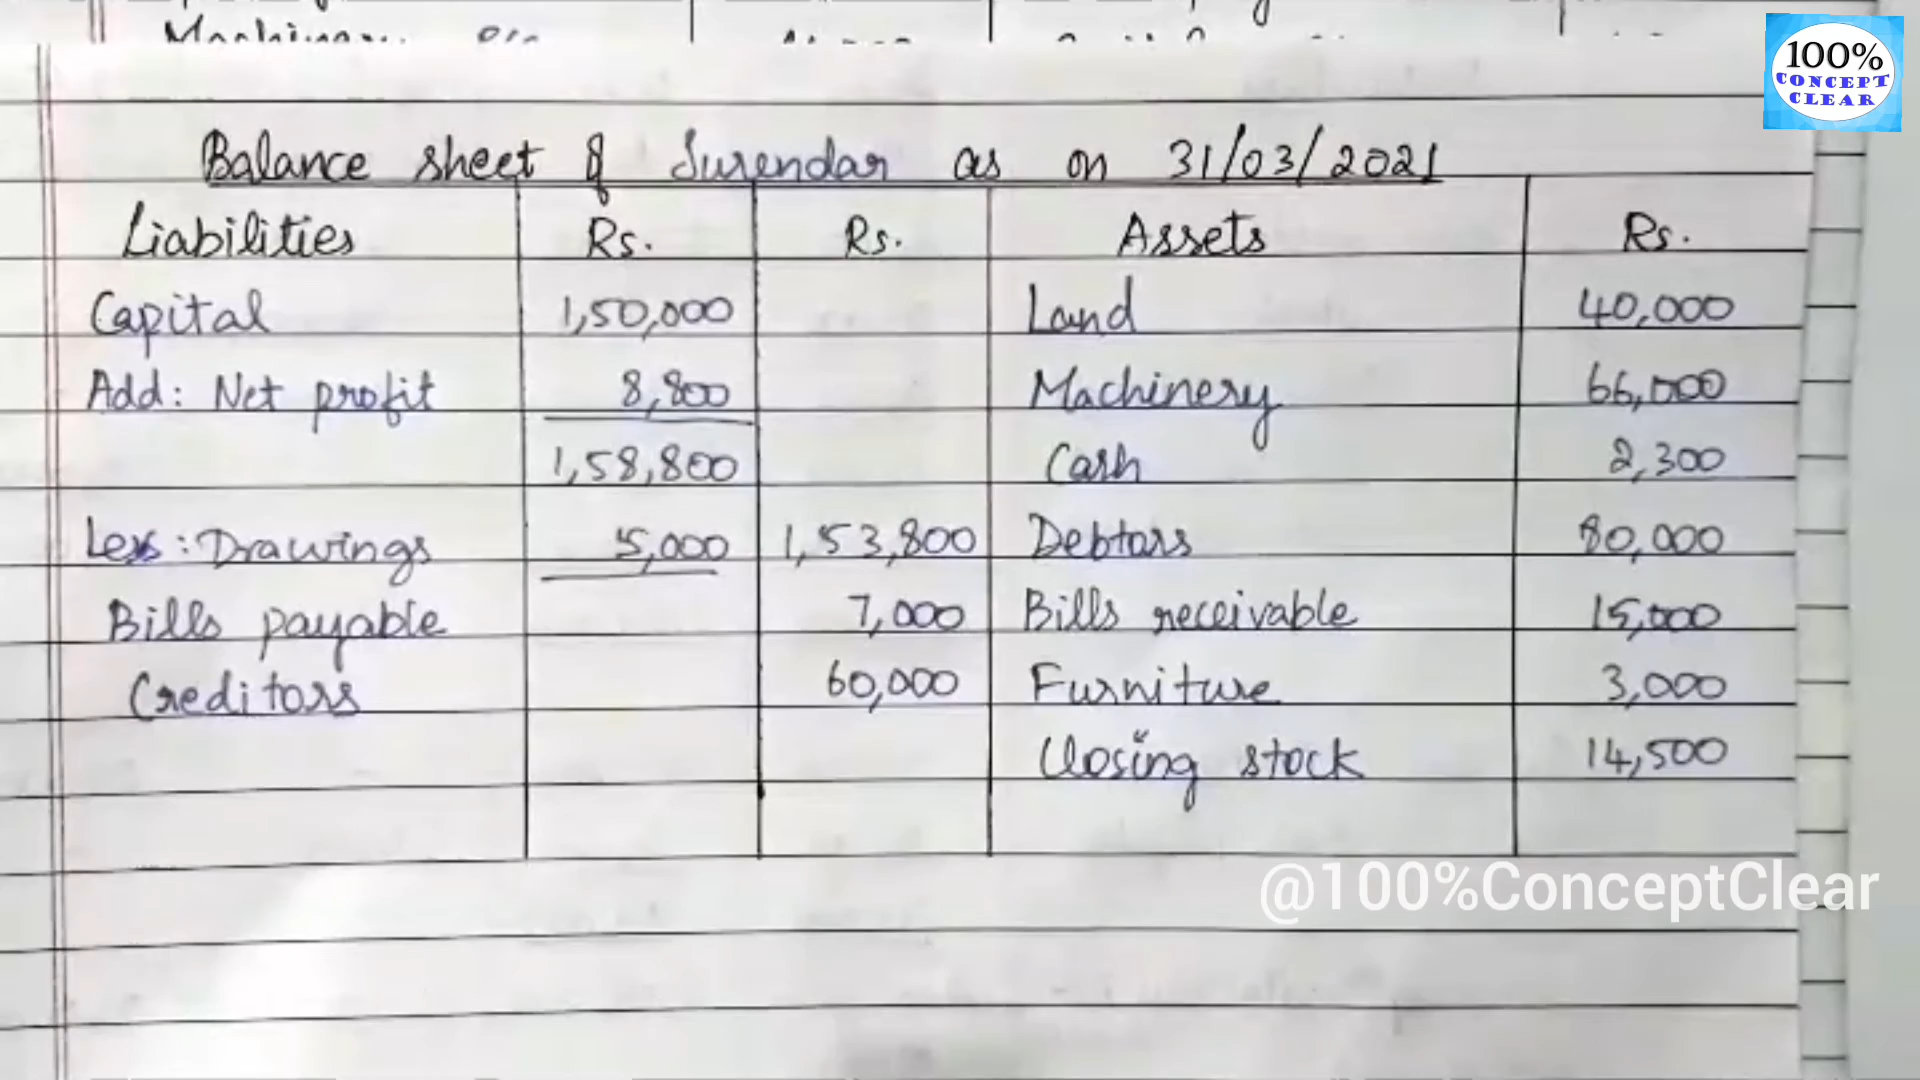 100%
CONCEPT
CLEAR
Balance sheet of Surendar as on 31/03/2021
Liabilities Rs. Rs. Assets Rs.
Capital 1,50,000 Land 40,000
Add: Net profit 8,800 Machinery 66,000
1,58,800 Cash 2,300
Less: Drawings 5,000 1,53,800 Debtors 80,000
Bills payable 7,000 Bills receivable 15,000
Creditors 60,000 Furniture 3,000
Closing stock 14,500
@100%ConceptClear